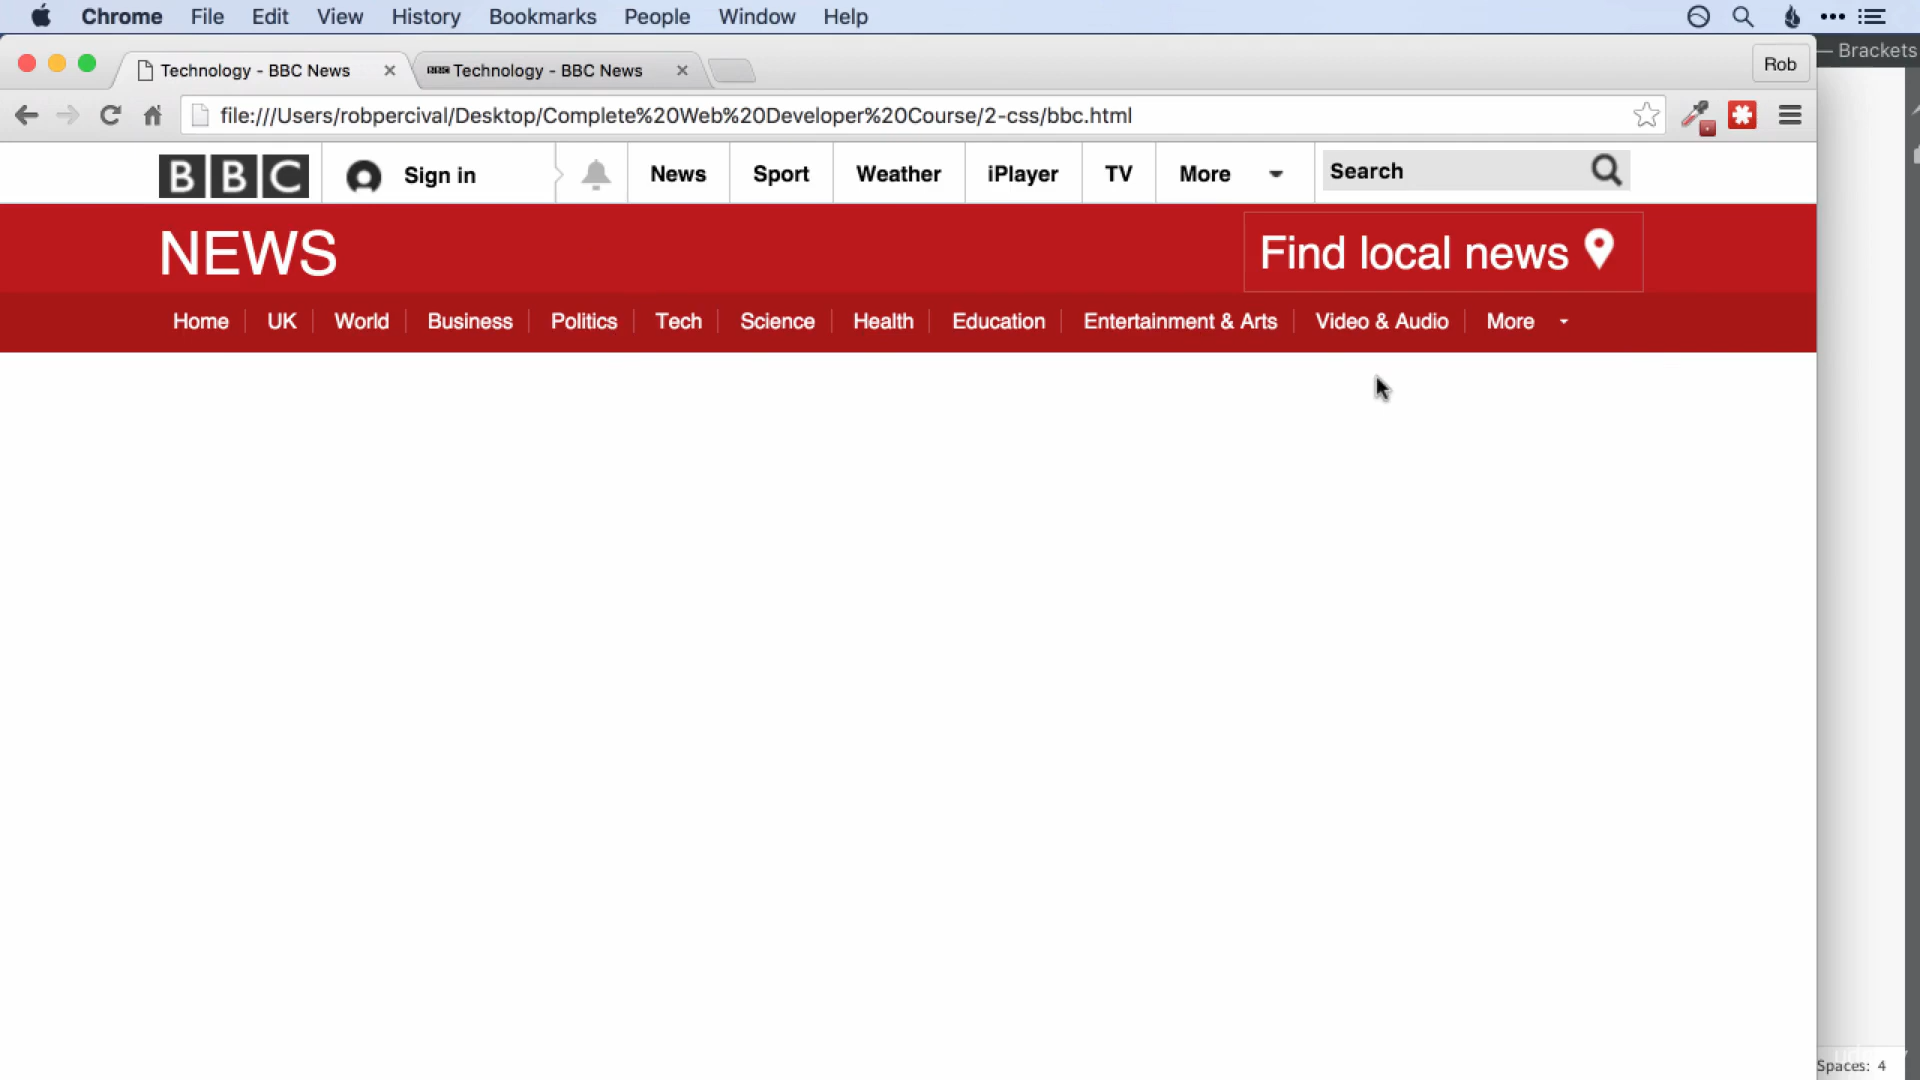 Chrome File Edit View History Bookmarks People Window Help
— Brackets
Technology - BBC News
BBC Technology - BBC News
Rob
file:///Users/robpercival/Desktop/Complete%20Web%20Developer%20Course/2-css/bbc.html
BBC Sign in News Sport Weather iPlayer TV More Search
NEWS
Find local news
Home UK World Business Politics Tech Science Health Education Entertainment & Arts Video & Audio More
Spaces: 4